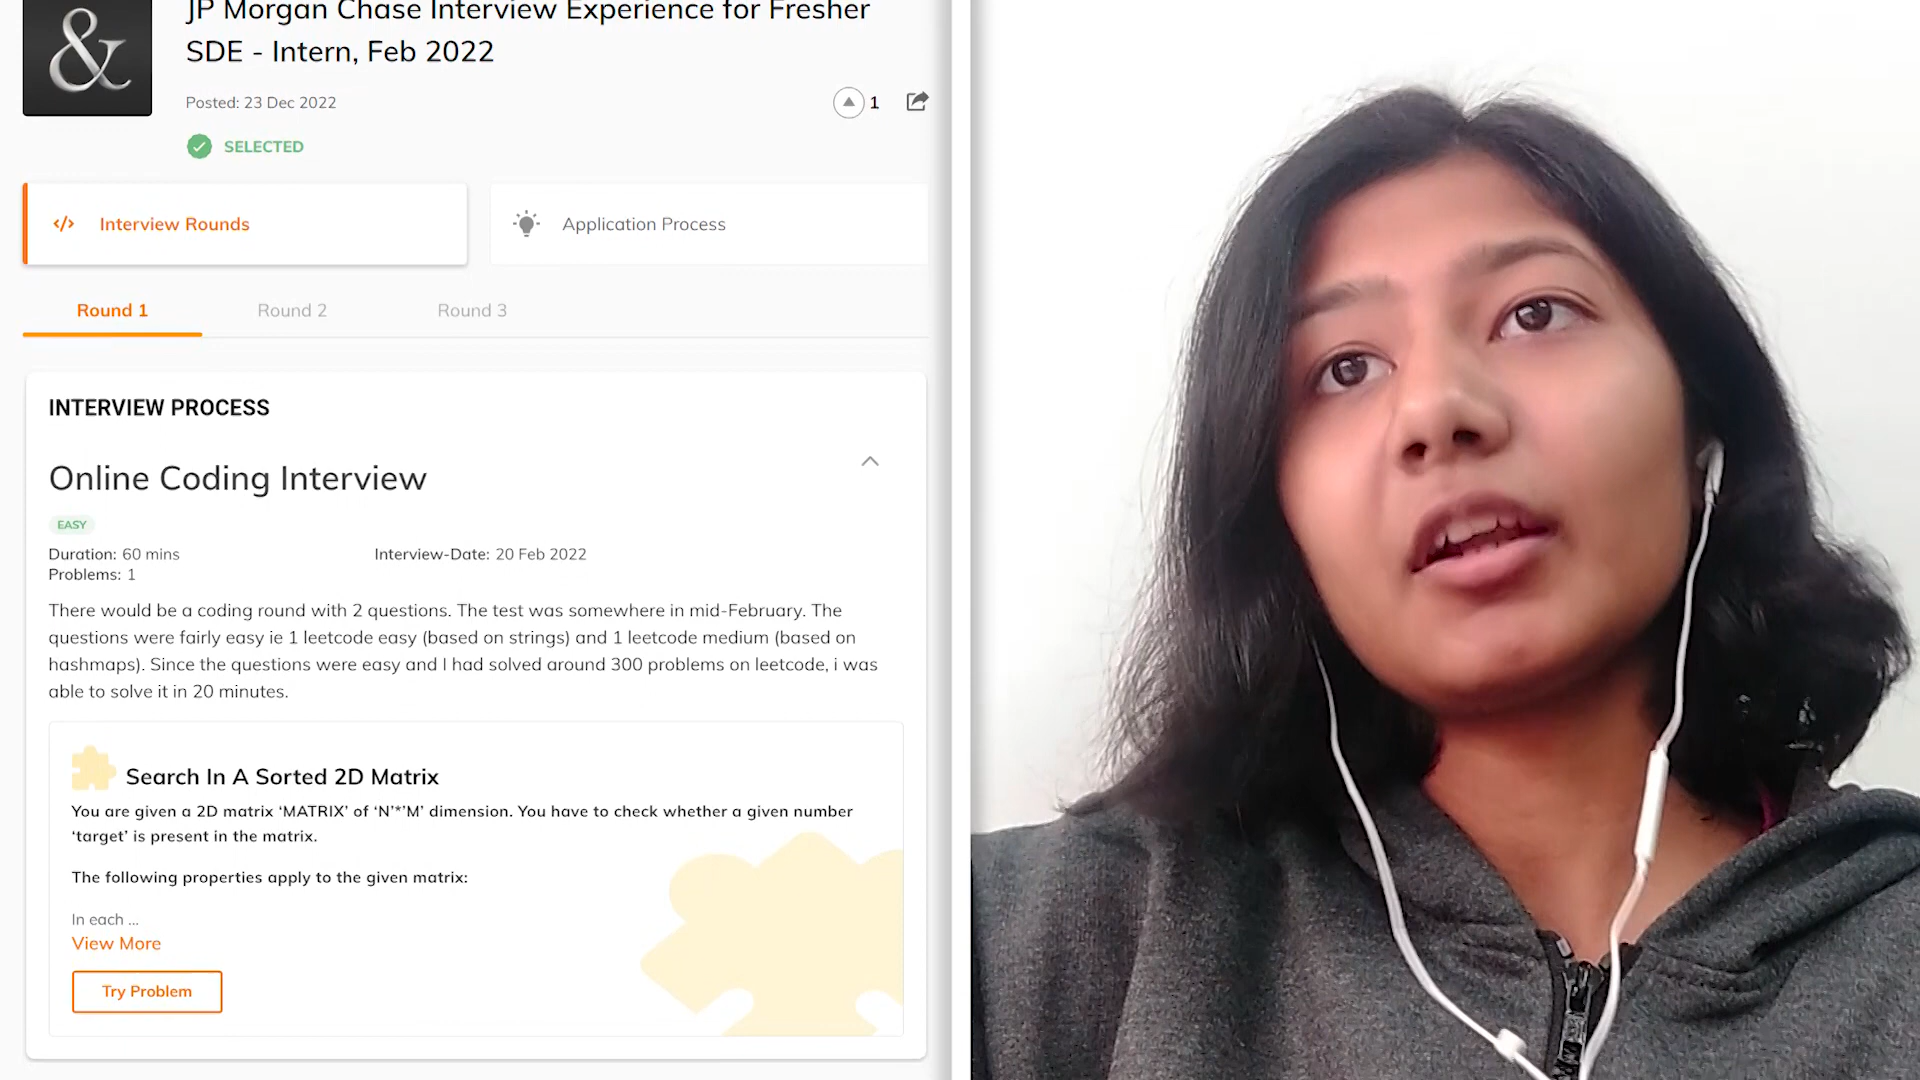 &
JP Morgan Chase Interview Experience for Fresher
SDE - Intern, Feb 2022
Posted: 23 Dec 2022
1
SELECTED
</> Interview Rounds
Application Process
Round 1
Round 2
Round 3
INTERVIEW PROCESS
Online Coding Interview
EASY
Duration: 60 mins
Interview-Date: 20 Feb 2022
Problems: 1
There would be a coding round with 2 questions. The test was somewhere in mid-February. The
questions were fairly easy ie 1 leetcode easy (based on strings) and 1 leetcode medium (based on
hashmaps). Since the questions were easy and I had solved around 300 problems on leetcode, i was
able to solve it in 20 minutes.
Search In A Sorted 2D Matrix
You are given a 2D matrix ‘MATRIX’ of ‘N’*’M’ dimension. You have to check whether a given number
‘target’ is present in the matrix.
The following properties apply to the given matrix:
In each ...
View More
Try Problem